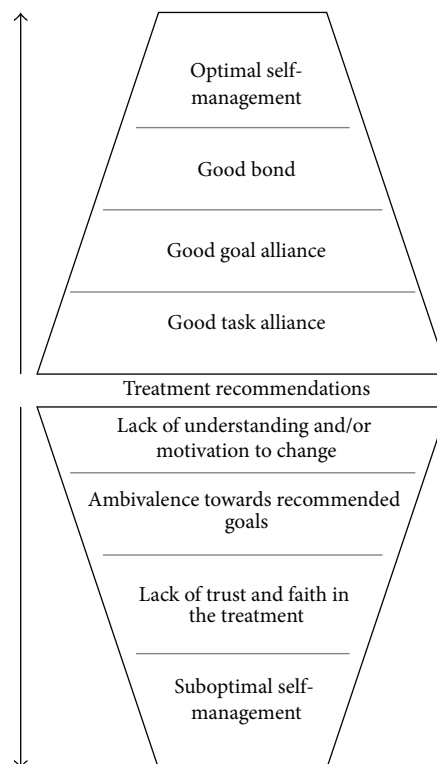 Optimal self-
management
Good bond
Good goal alliance
Good task alliance
Treatment recommendations
Lack of understanding and/or
motivation to change
Ambivalence towards recommended
goals
Lack of trust and faith in
the treatment
Suboptimal self-
management